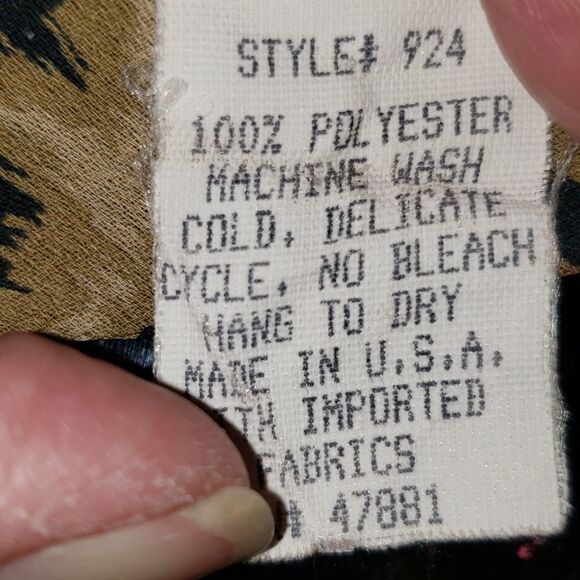 STYLE# 924
100% POLYESTER
MACHINE WASH
COLD, DELICATE
CYCLE, NO BLEACH
HANG TO DRY
MADE IN U.S.A.
IMPORTED
FABRICS
# 47881